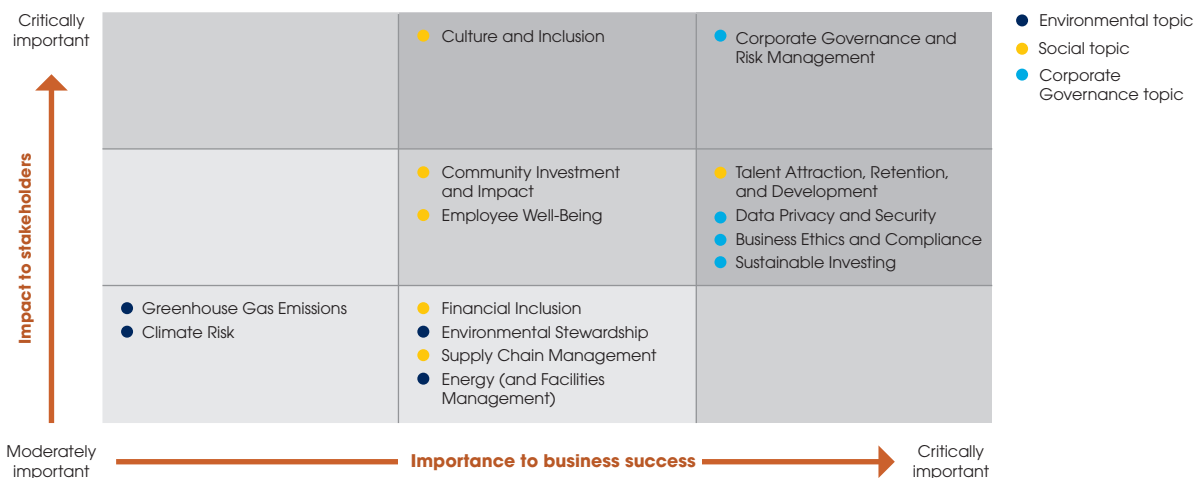 Critically
important
Impact to stakeholders
Culture and Inclusion
Corporate Governance and
Risk Management
Community Investment
and Impact
Employee Well-Being
Talent Attraction, Retention,
and Development
Data Privacy and Security
Business Ethics and Compliance
Sustainable Investing
Greenhouse Gas Emissions
Climate Risk
Financial Inclusion
Environmental Stewardship
Supply Chain Management
Energy (and Facilities
Management)
Moderately
important
Importance to business success
Critically
important
Environmental topic
Social topic
Corporate
Governance topic